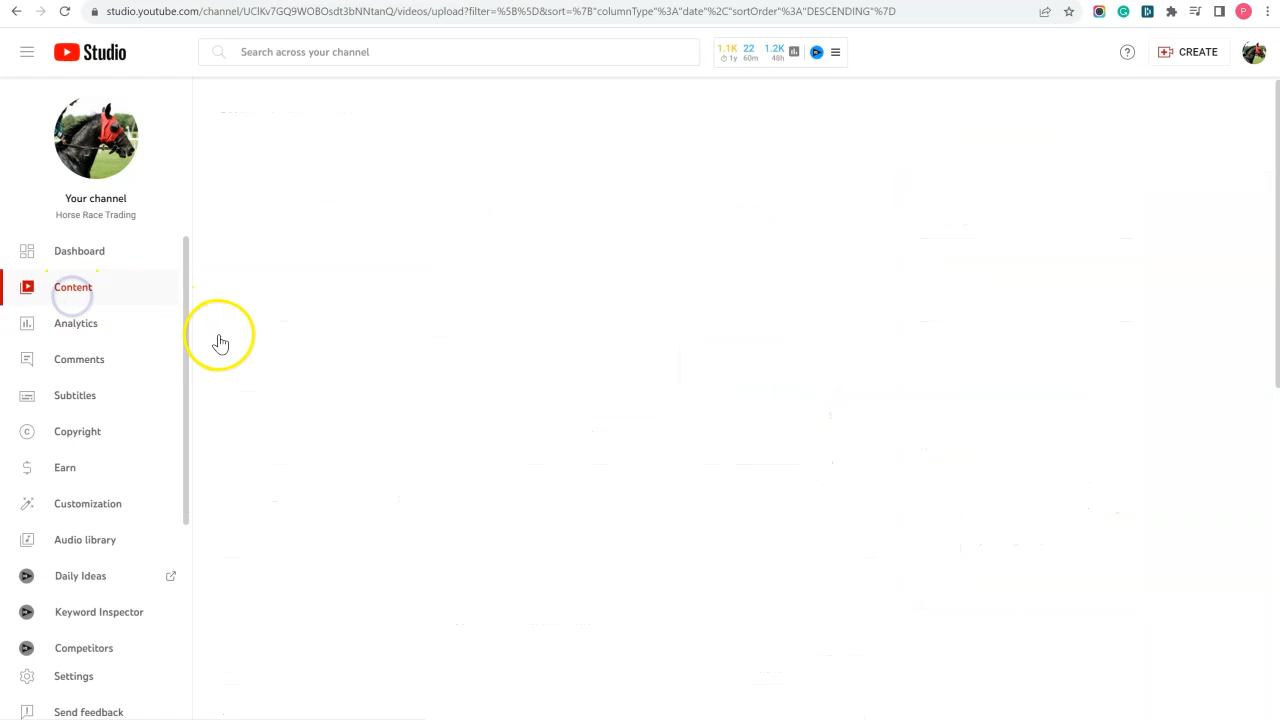 studio.youtube.com/channel/UClKv7GQ9WOBOsdt3bNNtanQ/videos/upload?filter=%5B%5D&sort=%7B"columnType"%3A"date"%2C"sortOrder"%3A"DESCENDING"%7D
P
Studio
Search across your channel
1.1K 22 1.2K
1y 60m 48h
CREATE
Your channel
Horse Race Trading
Dashboard
Content
Analytics
Comments
Subtitles
Copyright
Earn
Customization
Audio library
Daily Ideas
Keyword Inspector
Competitors
Settings
Send feedback